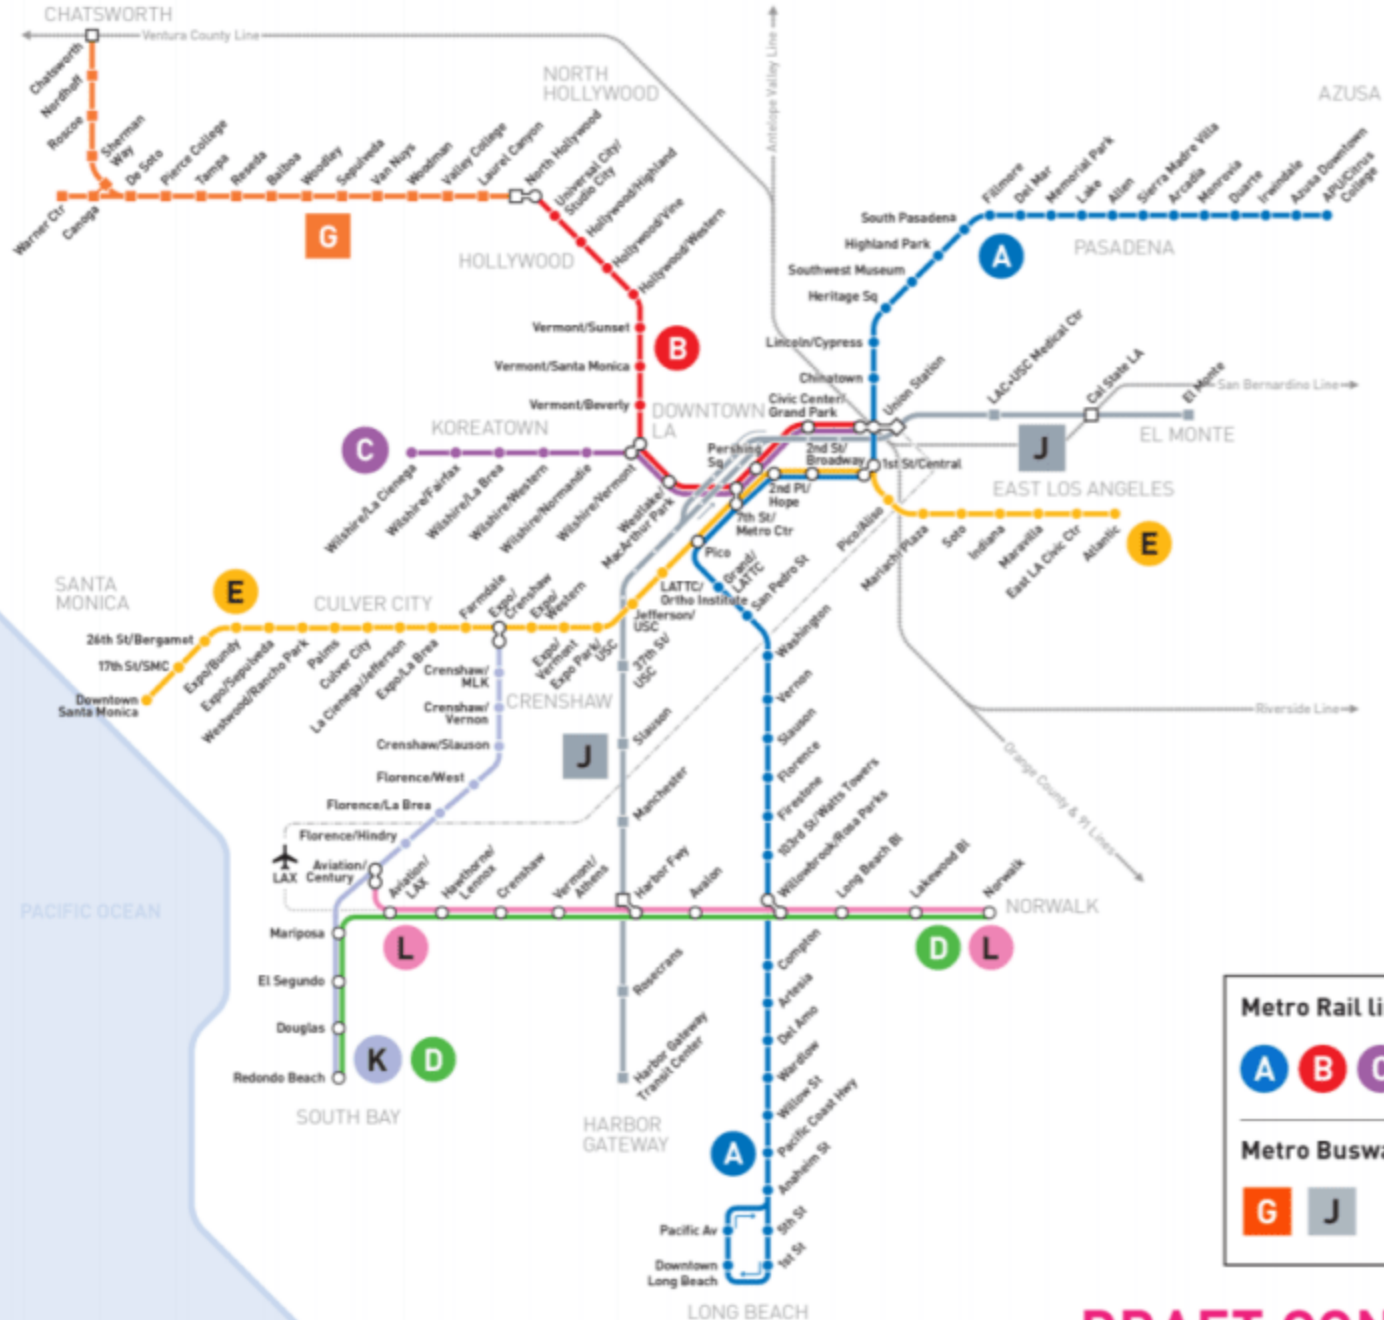 CHATSWORTH
Ventura County Line
Chatsworth
Nordhoff
Roscoe
Sherman
Way
Warner Ctr
Canoga
De Soto
Pierce College
Tampa
Reseda
Balboa
Woodley
Sepulveda
Van Nuys
Woodman
Valley College
Laurel Canyon
G
NORTH
HOLLYWOOD
North Hollywood
Universal City/
Studio City
Hollywood/Highland
Hollywood/Vine
Hollywood/Western
HOLLYWOOD
Vermont/Sunset
B
Vermont/Santa Monica
Vermont/Beverly
Antelope Valley Line
AZUSA
Fillmore
Del Mar
Memorial Park
Lake
Allen
Sierra Madre Villa
Arcadia
Monrovia
Duarte
Irwindale
Azusa Downtown
APU/Citrus
College
South Pasadena
Highland Park
Southwest Museum
Heritage Sq
A
PASADENA
Lincoln/Cypress
Chinatown
Union Station
LAC+USC Medical Ctr
Cal State LA
El Monte
San Bernardino Line
EL MONTE
J
KOREATOWN
C
Wilshire/La Cienega
Wilshire/Fairfax
Wilshire/La Brea
Wilshire/Western
Wilshire/Normandie
Wilshire/Vermont
DOWNTOWN
LA
Civic Center/
Grand Park
Pershing
Sq
2nd St/
Broadway
1st St/Central
Westlake/
MacArthur Park
2nd Pl/
Hope
7th St/
Metro Ctr
Pico
EAST LOS ANGELES
Pico/Aliso
Mariachi Plaza
Soto
Indiana
Maravilla
East LA Civic Ctr
Atlantic
E
SANTA
MONICA
E
CULVER CITY
26th St/Bergamot
17th St/SMC
Downtown
Santa Monica
Expo/Bundy
Expo/Sepulveda
Westwood/Rancho Park
Palms
Culver City
La Cienega/Jefferson
Expo/La Brea
Farmdale
Expo/
Crenshaw
Expo/
Western
Expo/
Vermont
Expo Park/
USC
Jefferson/
USC
LATTC/
Ortho Institute
Grand/
LATTC
San Pedro St
Washington
Vernon
Slauson
Florence
Firestone
103rd St/Watts Towers
Willowbrook/Rosa Parks
37th St/
USC
Slauson
Manchester
J
Crenshaw/
MLK
CRENSHAW
Crenshaw/
Vernon
Crenshaw/Slauson
Florence/West
Florence/La Brea
Florence/Hindry
LAX
Aviation/
Century
Aviation/
LAX
Hawthorne/
Lennox
Crenshaw
Vermont/
Athens
Harbor Fwy
Avalon
Long Beach Bl
Lakewood Bl
Norwalk
NORWALK
Riverside Line
Orange County & 91 Lines
PACIFIC OCEAN
L
D
L
Mariposa
El Segundo
Douglas
Redondo Beach
K
D
SOUTH BAY
Rosecrans
Harbor Gateway
Transit Center
HARBOR
GATEWAY
Compton
Artesia
Del Amo
Wardlow
Willow St
Pacific Coast Hwy
Anaheim St
A
5th St
1st St
Pacific Av
Downtown
Long Beach
LONG BEACH
Metro Rail li
A B C
Metro Busw
G J
DRAFT CON